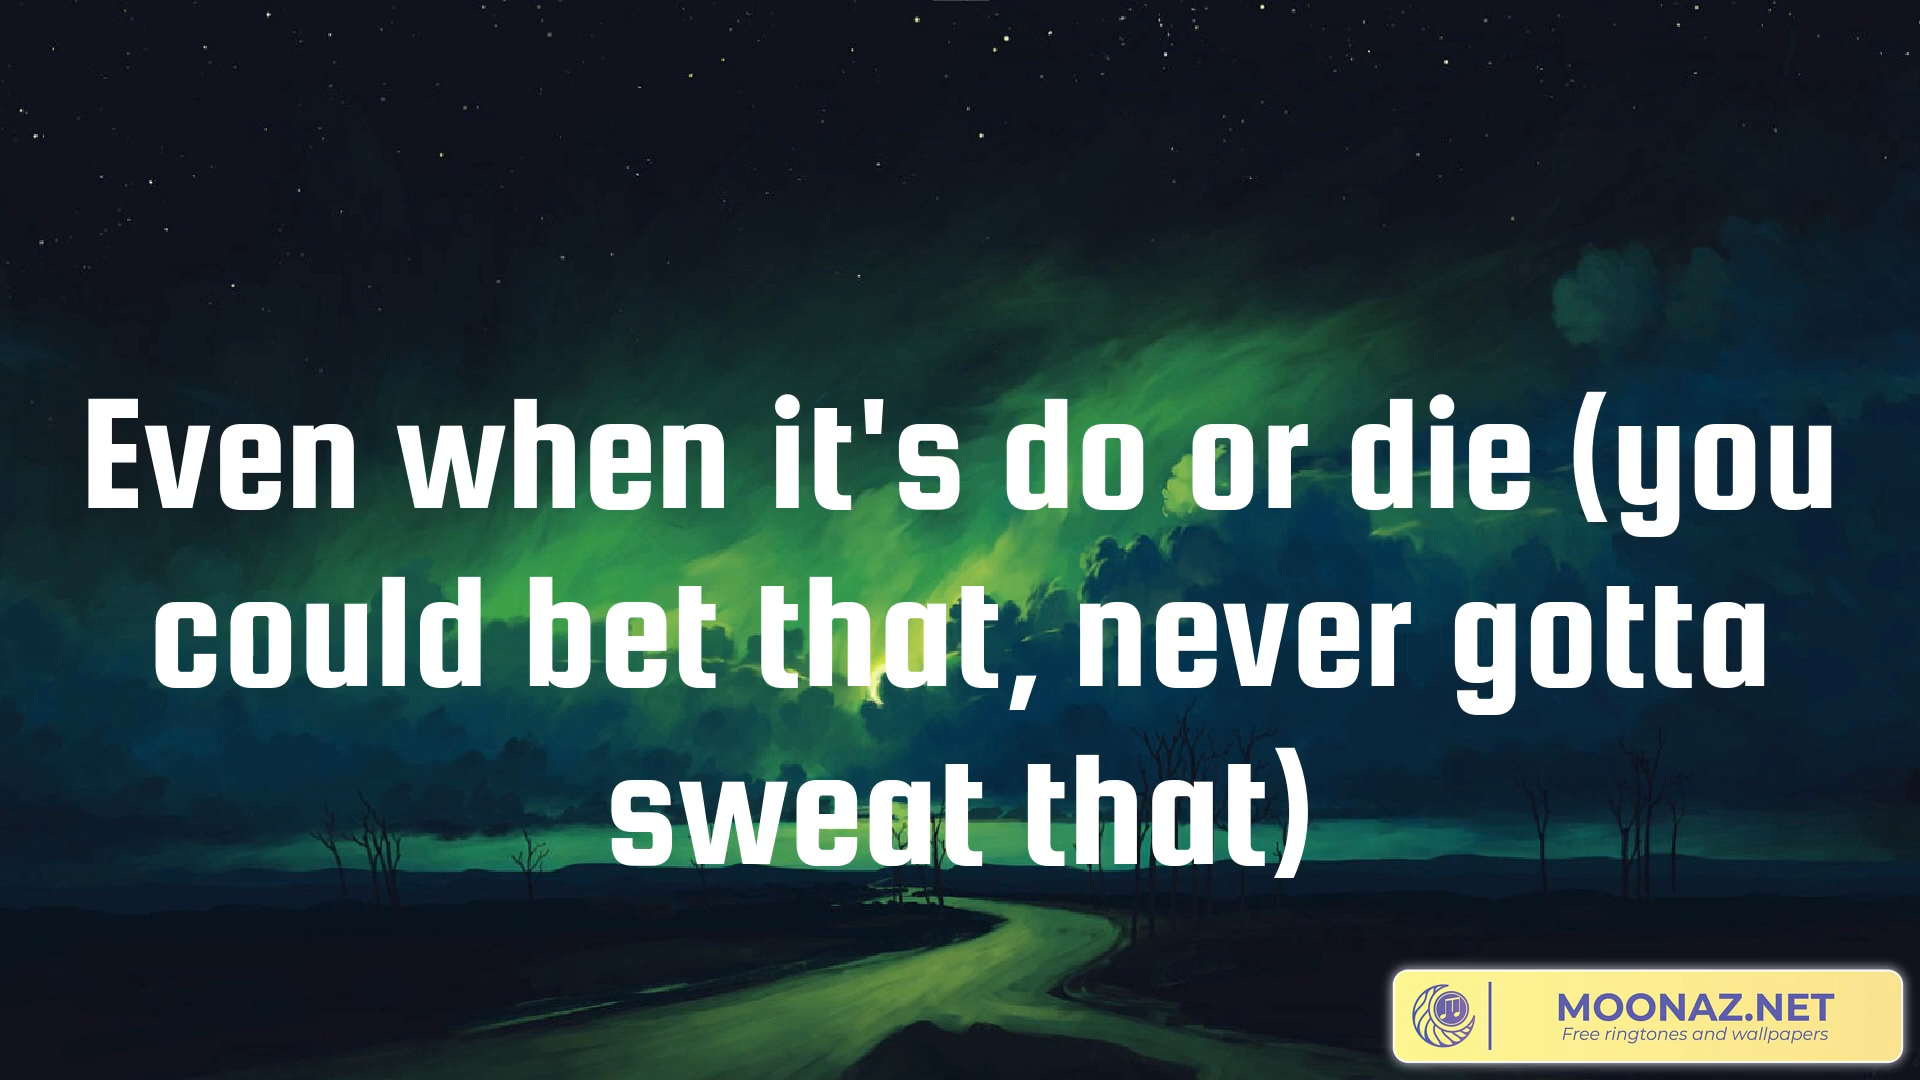 Even when it's do or die (you
could bet that, never gotta
sweat that)
MOONAZ.NET
Free ringtones and wallpapers